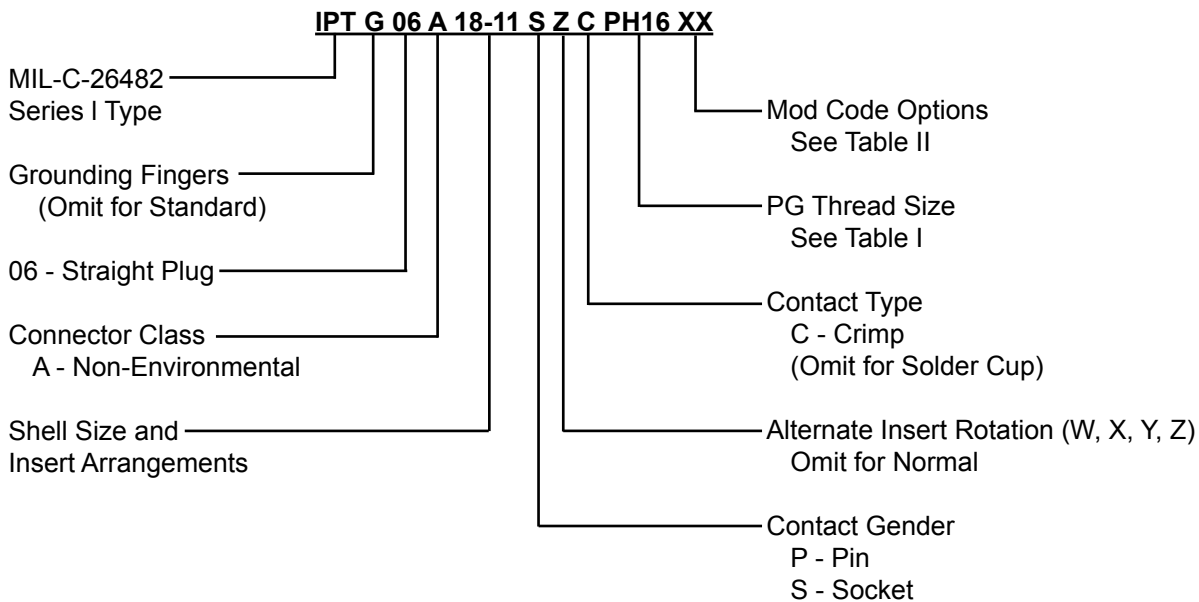 IPT G 06 A 18-11 S Z C PH16 XX
MIL-C-26482
Series I Type
Grounding Fingers
(Omit for Standard)
06 - Straight Plug
Connector Class
A - Non-Environmental
Shell Size and
Insert Arrangements
Mod Code Options
See Table II
PG Thread Size
See Table I
Contact Type
C - Crimp
(Omit for Solder Cup)
Alternate Insert Rotation (W, X, Y, Z)
Omit for Normal
Contact Gender
P - Pin
S - Socket